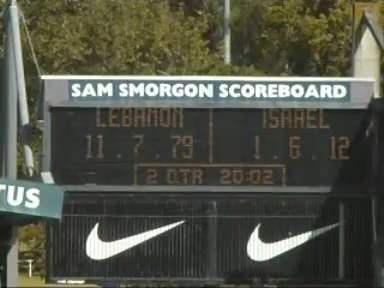 SAM SMORGON SCOREBOARD
LEBANON ISRAEL
11 . 7 . 73 1 . 6 . 12
2 QTR 20:02
TUS